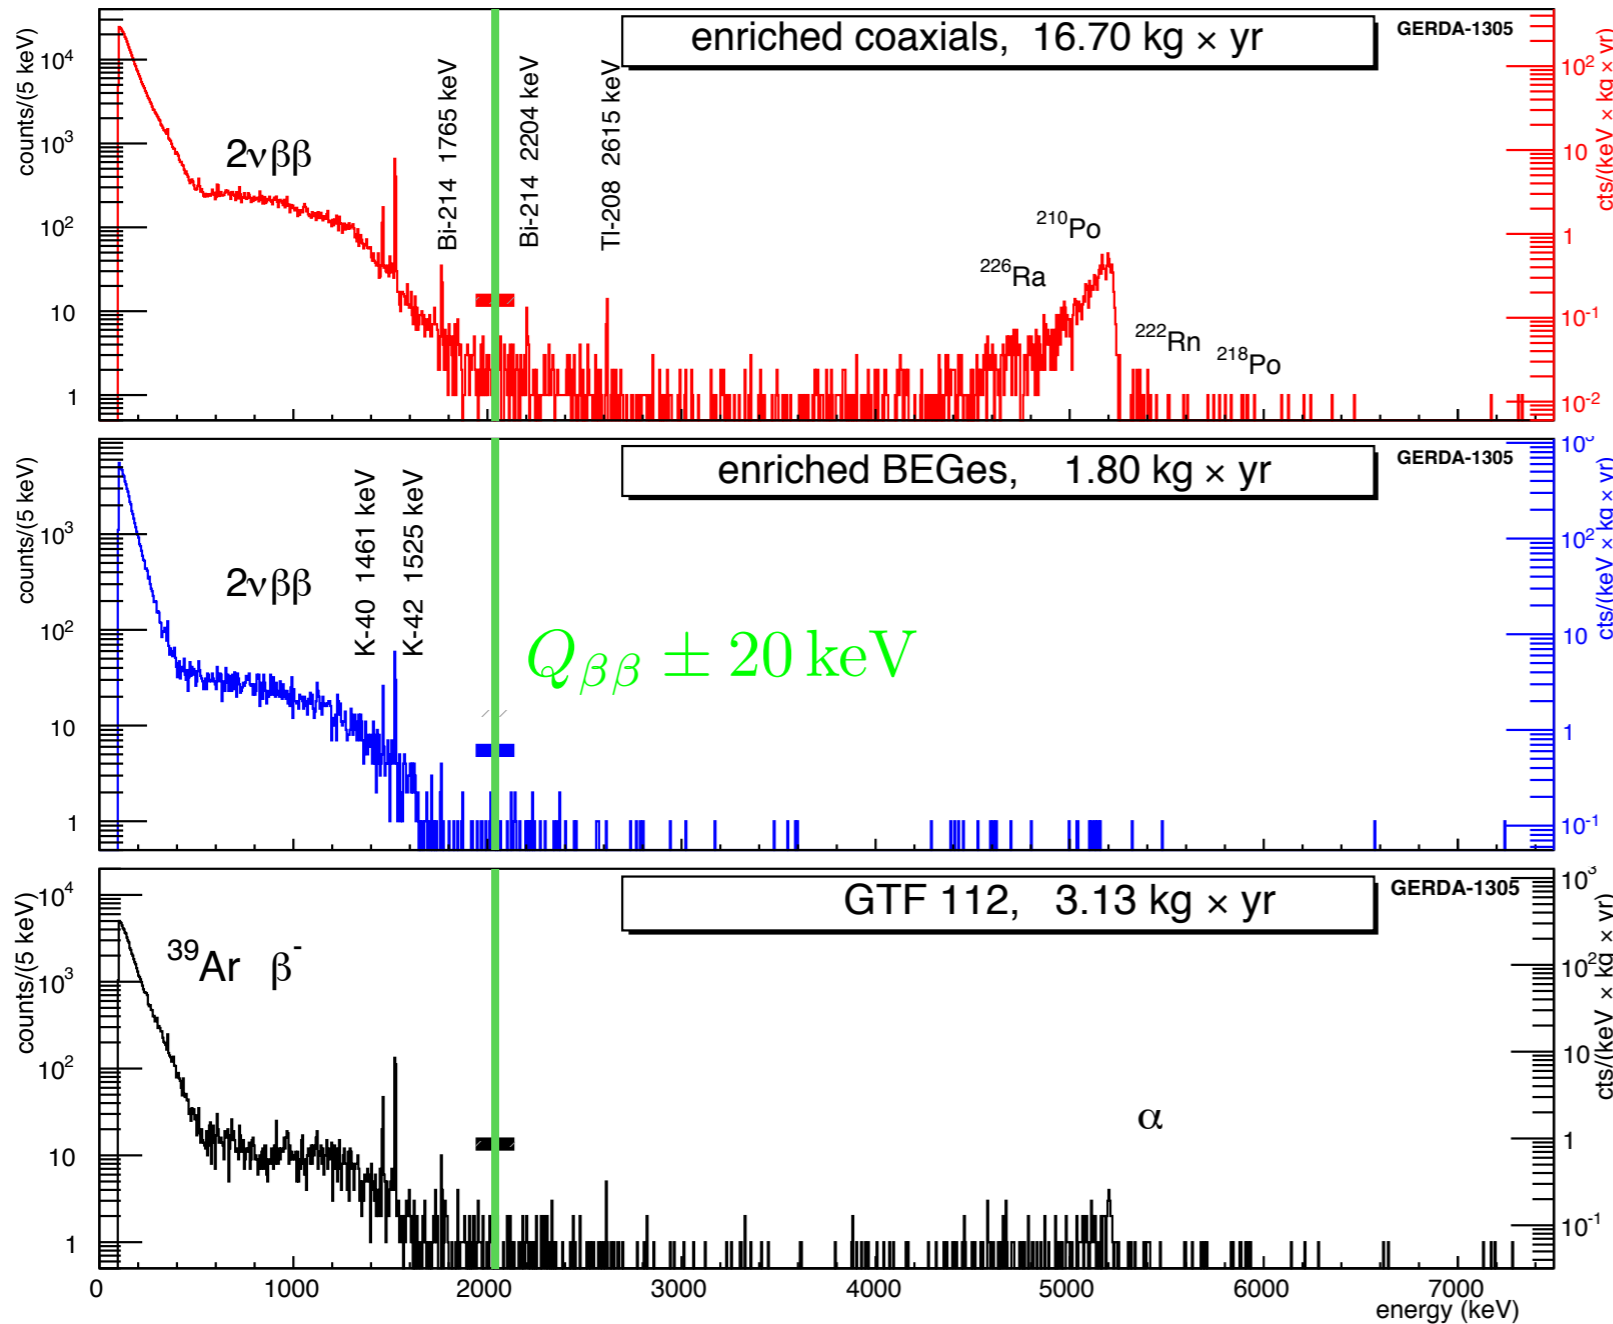 enriched coaxials, 16.70 kg × yr
GERDA-1305
counts/(5 keV)
10⁴
10³
10²
10
1
2νββ
Bi-214 1765 keV
Bi-214 2204 keV
Tl-208 2615 keV
²²⁶Ra
²¹⁰Po
²²²Rn
²¹⁸Po
10²
10
1
10⁻¹
10⁻²
cts/(keV × kg × yr)
enriched BEGes, 1.80 kg × yr
GERDA-1305
counts/(5 keV)
10³
10²
10
1
2νββ
K-40 1461 keV
K-42 1525 keV
Qββ ± 20 keV
10³
10²
10
1
10⁻¹
cts/(keV × kg × yr)
GTF 112, 3.13 kg × yr
GERDA-1305
counts/(5 keV)
10⁴
10³
10²
10
1
³⁹Ar β⁻
α
10³
10²
10
1
10⁻¹
cts/(keV × kg × yr)
0 1000 2000 3000 4000 5000 6000 7000
energy (keV)